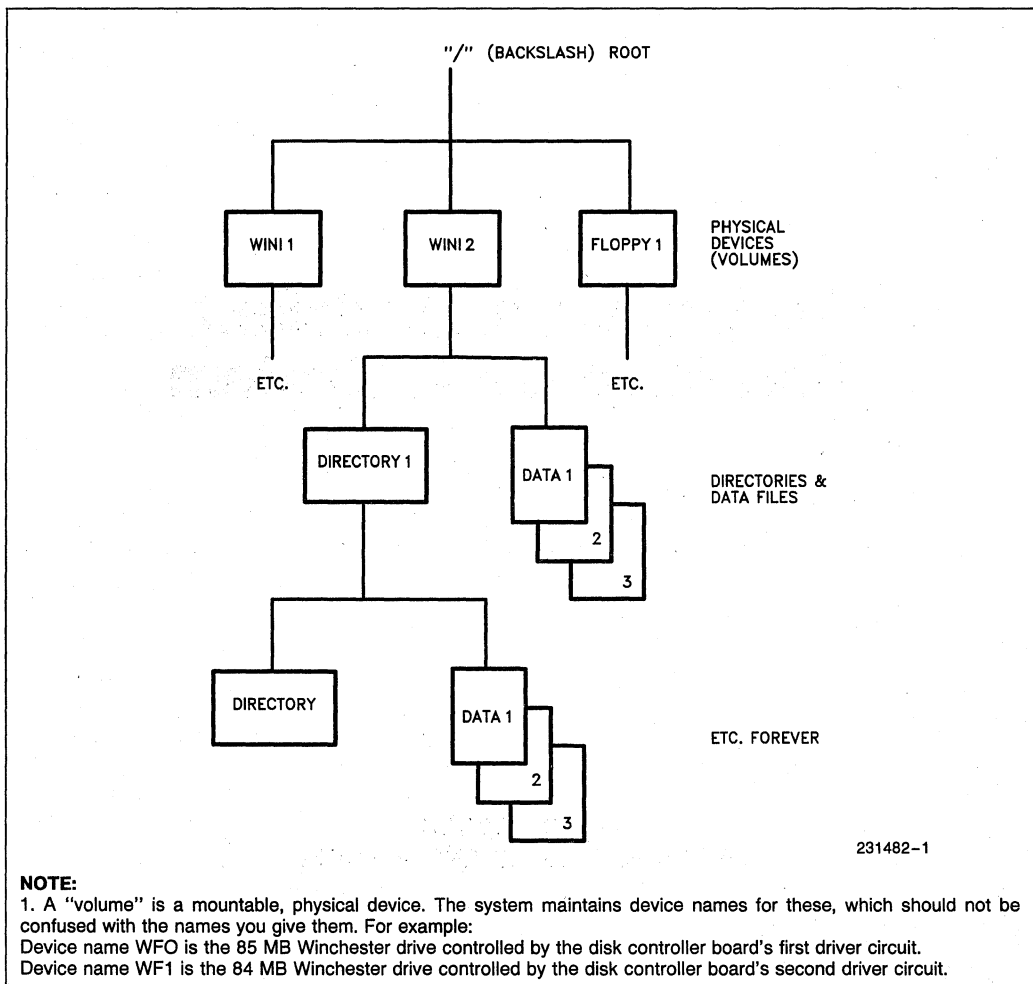 "/" (BACKSLASH) ROOT
WINI 1
WINI 2
FLOPPY 1
PHYSICAL
DEVICES
(VOLUMES)
ETC.
ETC.
DIRECTORY 1
DATA 1
2
3
DIRECTORIES &
DATA FILES
DIRECTORY
DATA 1
2
3
ETC. FOREVER
231482-1
NOTE:
1. A "volume" is a mountable, physical device. The system maintains device names for these, which should not be
confused with the names you give them. For example:
Device name WFO is the 85 MB Winchester drive controlled by the disk controller board's first driver circuit.
Device name WF1 is the 84 MB Winchester drive controlled by the disk controller board's second driver circuit.